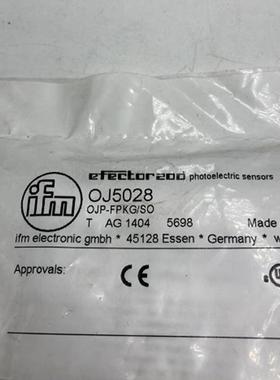 ifm
efector200 photoelectric sensors
OJ5028
OJP-FPKG/SO
T AG 1404 5698 Made
ifm electronic gmbh * 45128 Essen * Germany * w
Approvals: CE